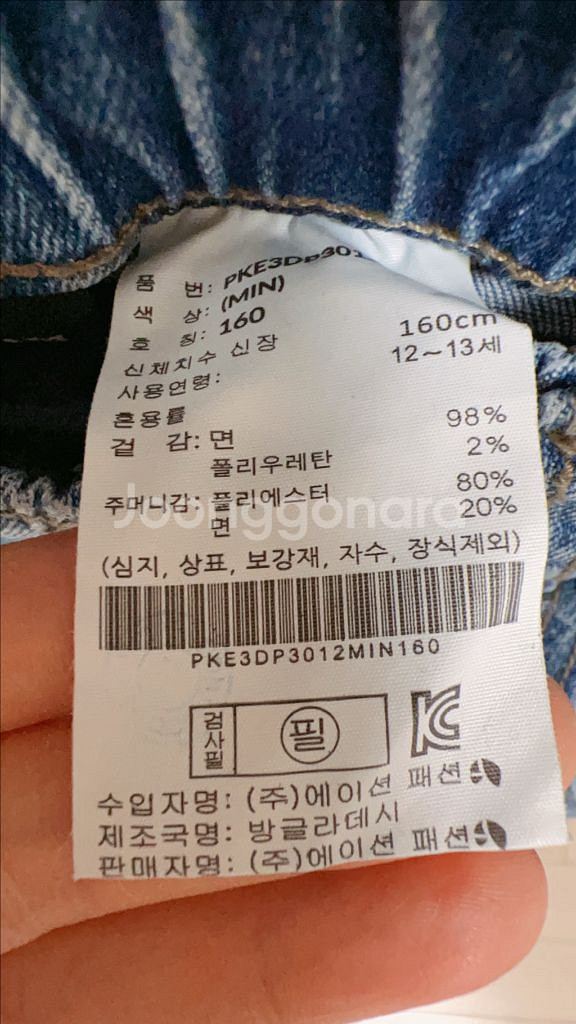 품 번: PKE3DP301
색 상: (MIN)
호 칭: 160
신체치수 신장 160cm
사용연령: 12~13세
혼용률
겉 감: 면 98%
폴리우레탄 2%
주머니감: 폴리에스터 80%
면 20%
(심지, 상표, 보강재, 자수, 장식제외)
Joonggonara
PKE3DP3012MIN160
검사필 필 KC
수입자명: (주)에이션 패션
제조국명: 방글라데시
판매자명: (주)에이션 패션